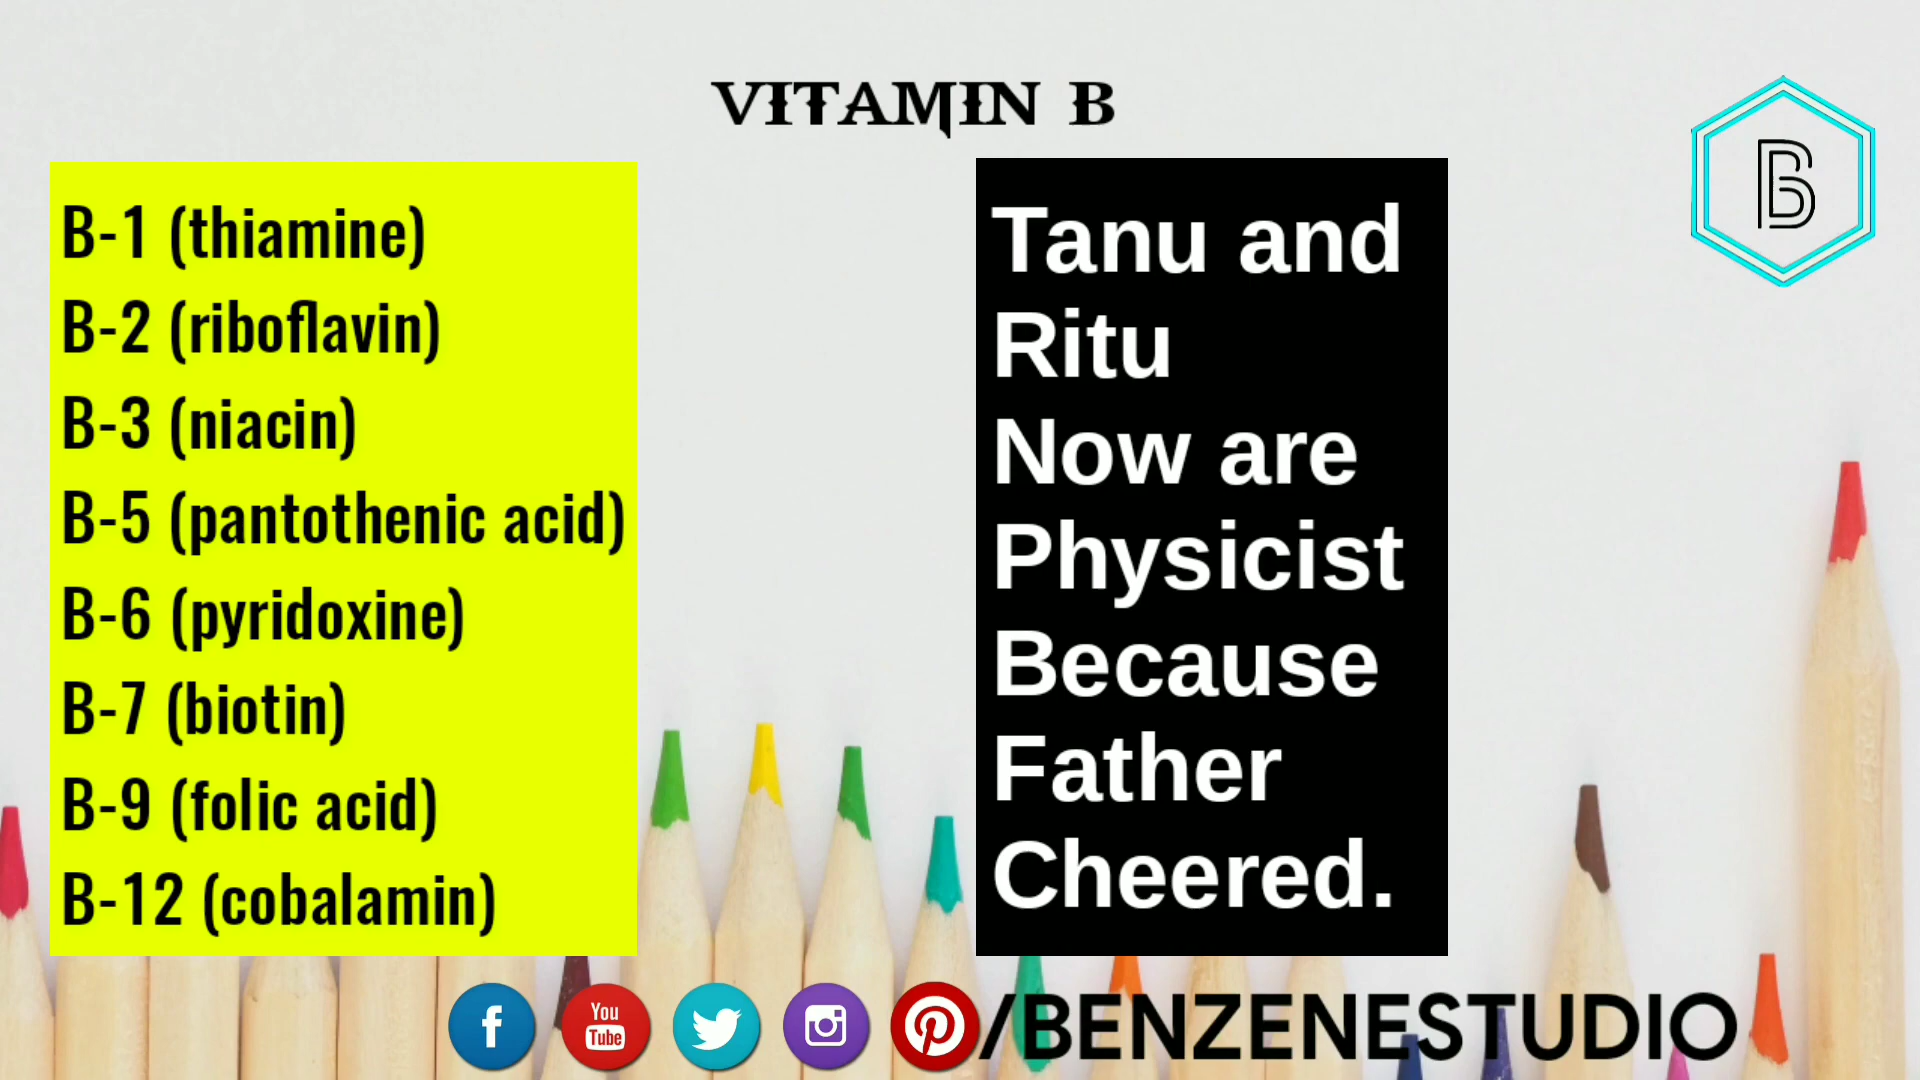 VITAMIN B
B-1 (thiamine)
B-2 (riboflavin)
B-3 (niacin)
B-5 (pantothenic acid)
B-6 (pyridoxine)
B-7 (biotin)
B-9 (folic acid)
B-12 (cobalamin)
Tanu and
Ritu
Now are
Physicist
Because
Father
Cheered.
B
f
You
Tube
/BENZENESTUDIO